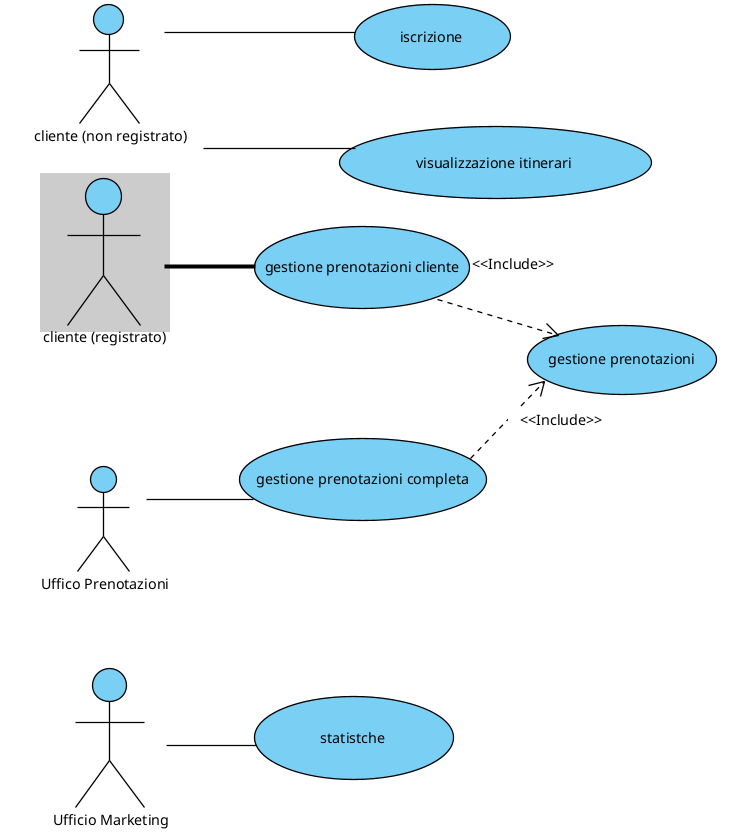 iscrizione
cliente (non registrato)
visualizzazione itinerari
gestione prenotazioni cliente
<<Include>>
cliente (registrato)
gestione prenotazioni
<<Include>>
gestione prenotazioni completa
Uffico Prenotazioni
statistche
Ufficio Marketing